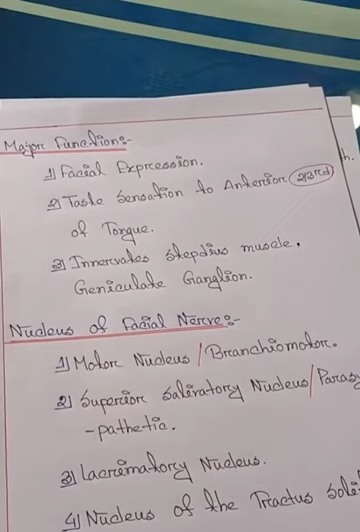 Major Function:-
1) Facial Expression.
2) Taste Sensation to Anterior 2/3rd
of Tongue.
3) Innervates Stepdius muscle.
Geniculate Ganglion.
h.
Nucleus of Facial Nerve:-
1) Motor Nucleus / Branchiomotor.
2) Superior Salivatory Nucleus/Parasy
-pathetic.
3) Lacrimatory Nucleus.
4) Nucleus of the Tractus Soli